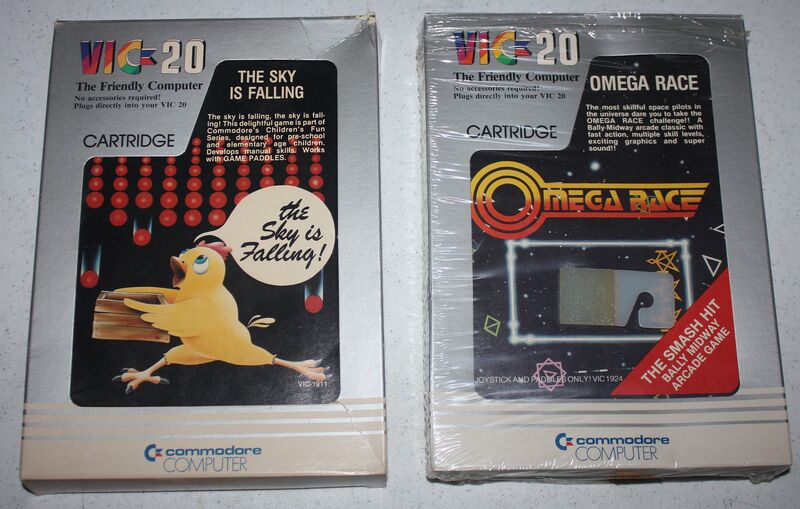 VIC-20
The Friendly Computer
No accessories required!
Plugs directly into your VIC 20
CARTRIDGE
THE SKY
IS FALLING
The sky is falling, the sky is fall-
ing! This delightful game is part of
Commodore's Children's Fun
Series, designed for pre-school
and elementary age children.
Develops manual skills. Works
with GAME PADDLES.
the
Sky is
Falling!
VIC-1911
commodore
COMPUTER
VIC-20
The Friendly Computer
No accessories required!
Plugs directly into your VIC 20
CARTRIDGE
OMEGA RACE
The most skillful space pilots in
the universe dare you to take the
OMEGA RACE challenge!! A
Bally-Midway arcade classic with
fast action, multiple skill levels,
exciting graphics and super
sound!!
OMEGA RACE
THE SMASH HIT
BALLY MIDWAY
ARCADE GAME
JOYSTICK AND PADDLES ONLY! VIC 1924
commodore
COMPUTER